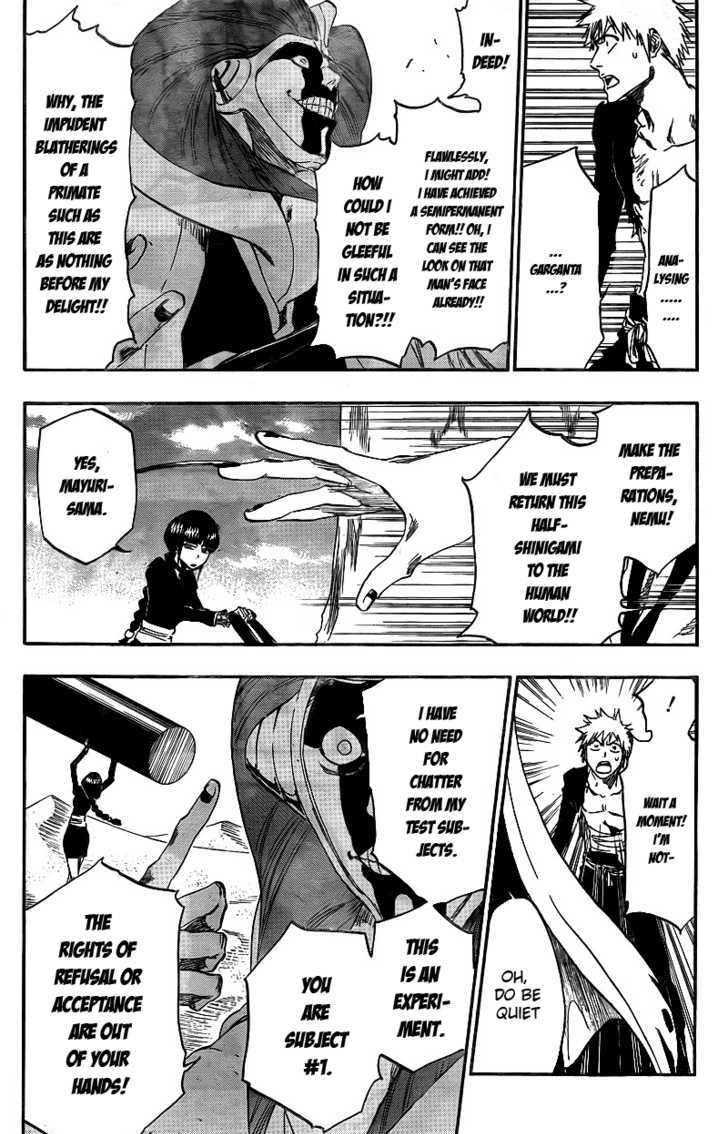 ANA-
LYSING
.....
....
...
GARGANTA
...?
IN-
DEED!
FLAWLESSLY,
I MIGHT ADD!
I HAVE ACHIEVED
A SEMIPERMANENT
FORM!! OH, I
CAN SEE THE
LOOK ON THAT
MAN'S FACE
ALREADY!!
HOW
COULD I
NOT BE
GLEEFUL
IN SUCH A
SITUA-
TION?!!
WHY, THE
IMPUDENT
BLATHERINGS
OF A
PRIMATE
SUCH AS
THIS ARE
AS NOTHING
BEFORE MY
DELIGHT!!
MAKE THE
PREPA-
RATIONS,
NEMU!
WE MUST
RETURN THIS
HALF-
SHINIGAMI
TO THE
HUMAN
WORLD!!
YES,
MAYURI-
SAMA.
!
WAIT A
MOMENT!
I'M
NOT-
OH,
DO BE
QUIET
I HAVE
NO NEED
FOR
CHATTER
FROM MY
TEST SUB-
JECTS.
THIS
IS AN
EXPERI-
MENT.
YOU
ARE
SUBJECT
#1.
THE
RIGHTS OF
REFUSAL OR
ACCEPTANCE
ARE OUT
OF YOUR
HANDS!